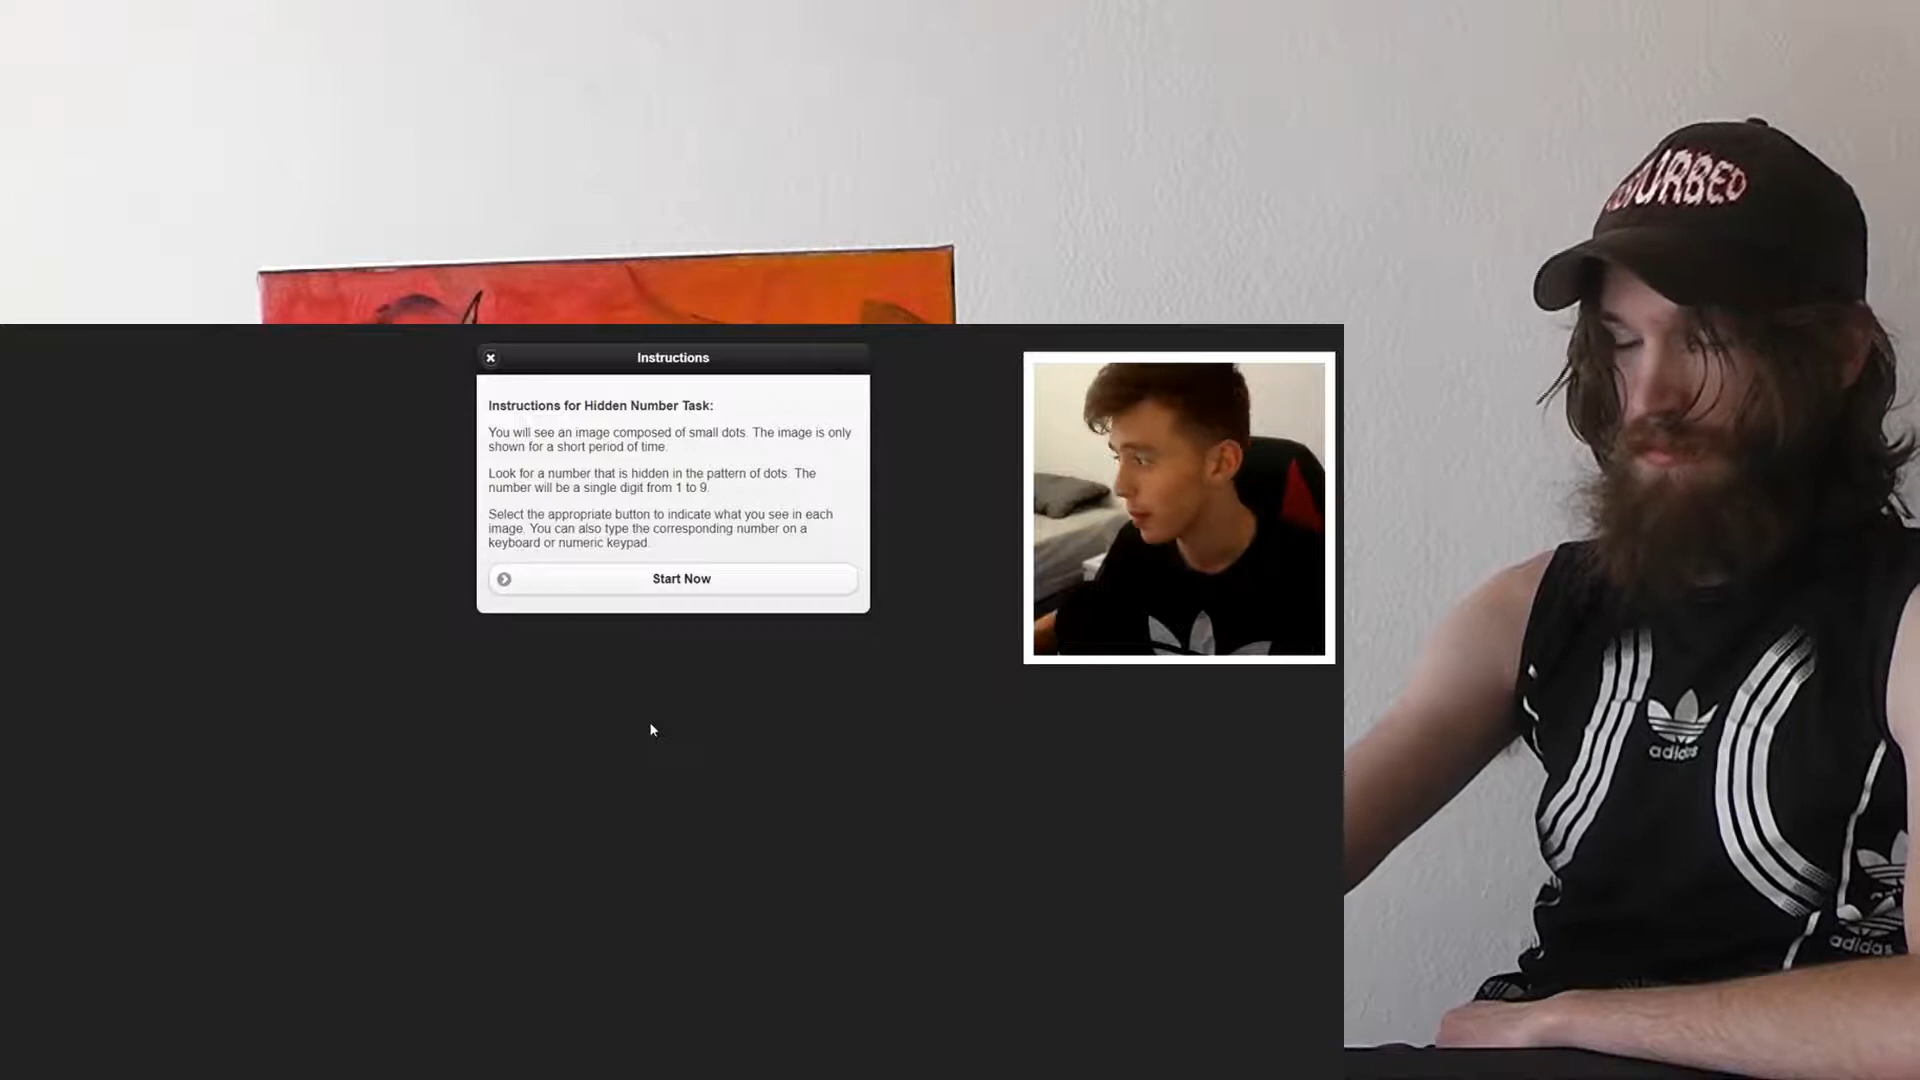 Instructions
Instructions for Hidden Number Task:
You will see an image composed of small dots. The image is only
shown for a short period of time.
Look for a number that is hidden in the pattern of dots. The
number will be a single digit from 1 to 9.
Select the appropriate button to indicate what you see in each
image. You can also type the corresponding number on a
keyboard or numeric keypad.
Start Now
adidas
adidas